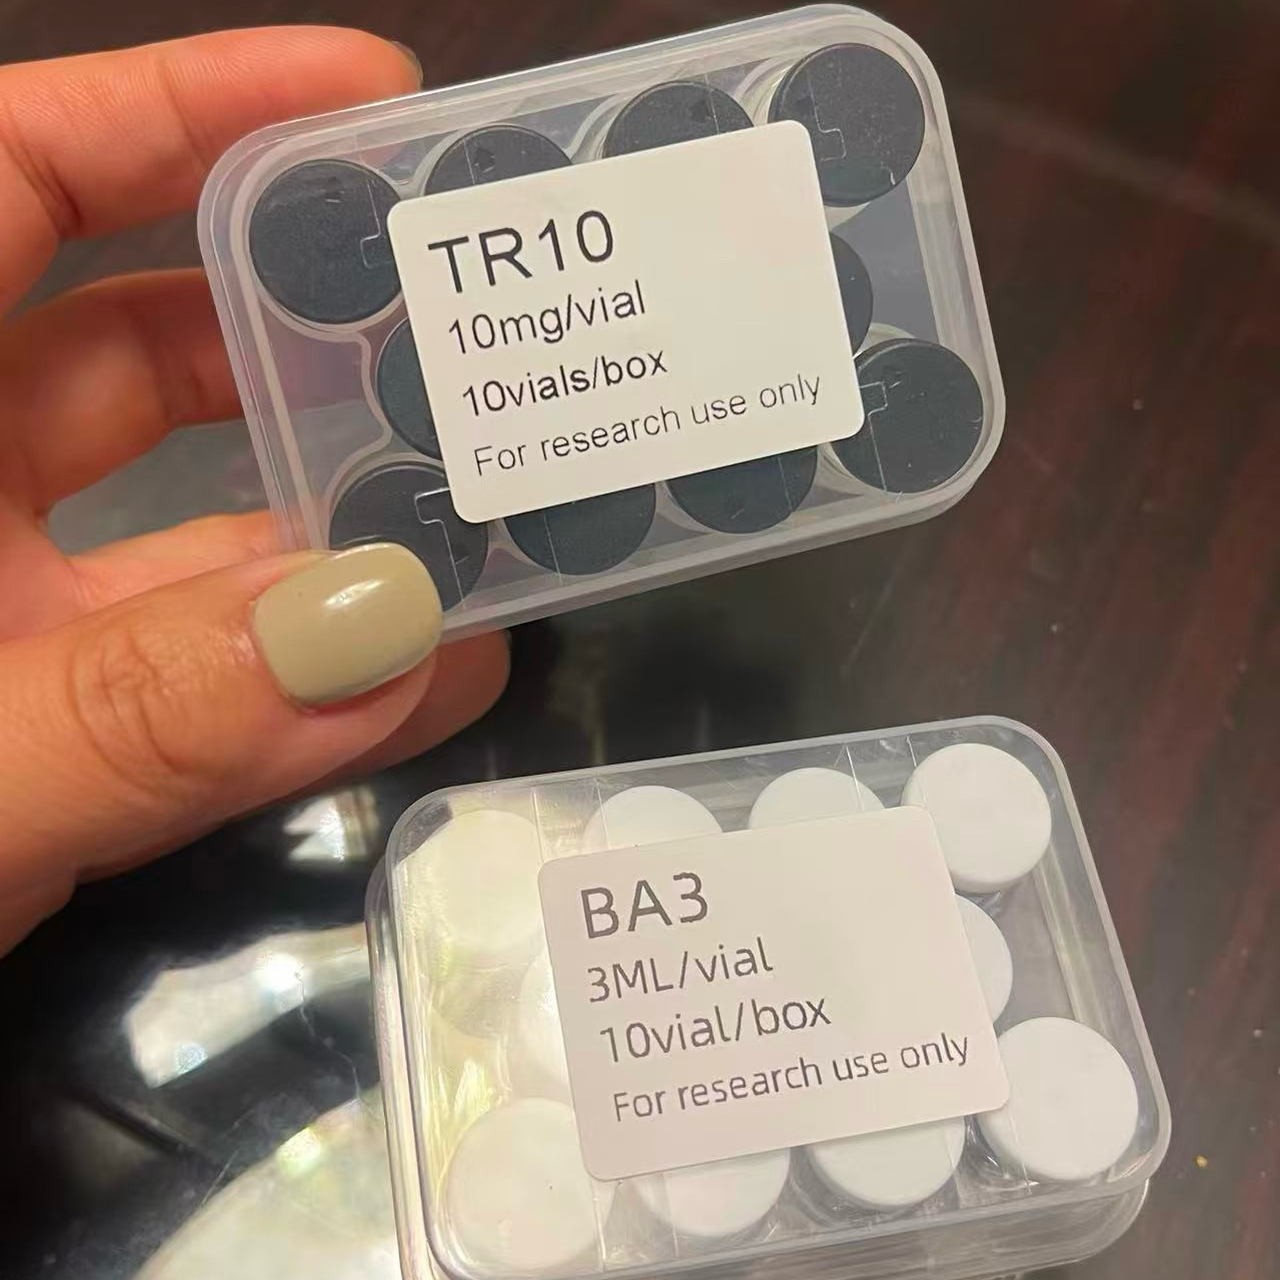 TR10
10mg/vial
10vials/box
For research use only
BA3
3ML/vial
10vial/box
For research use only